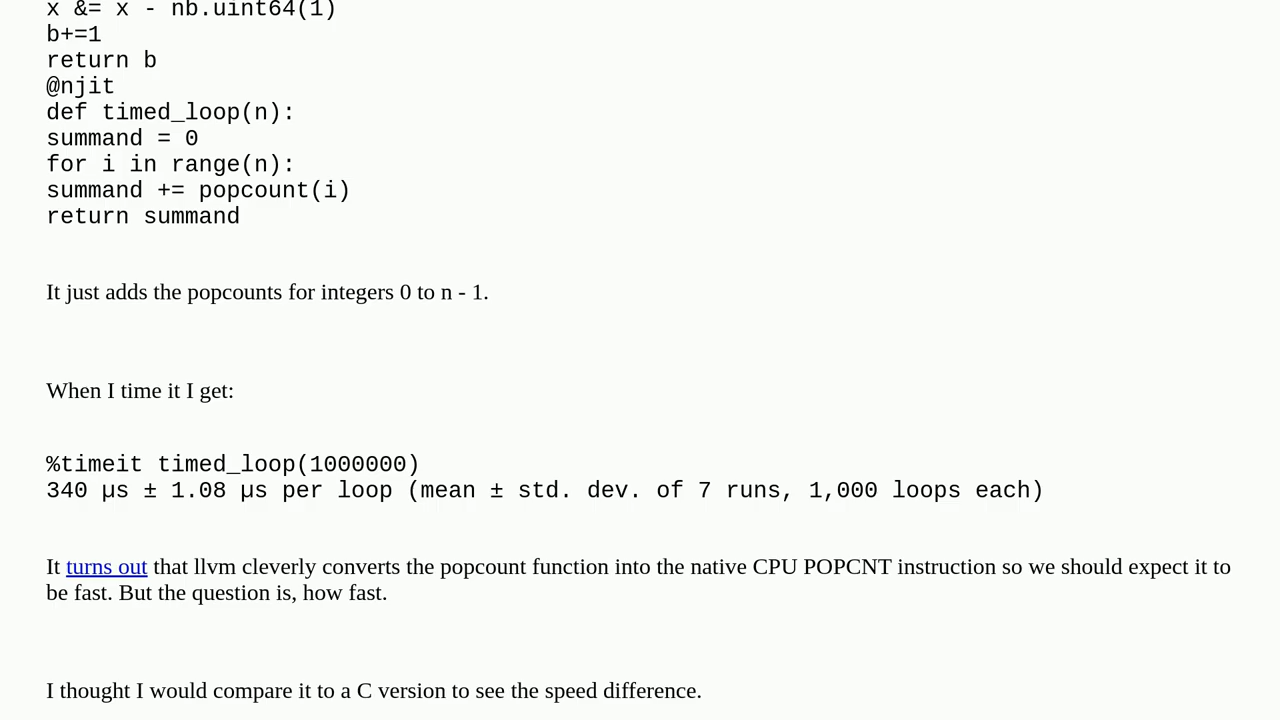 x &= x - nb.uint64(1)
b+=1
return b
@njit
def timed_loop(n):
summand = 0
for i in range(n):
summand += popcount(i)
return summand
It just adds the popcounts for integers 0 to n - 1.
When I time it I get:
%timeit timed_loop(1000000)
340 µs ± 1.08 µs per loop (mean ± std. dev. of 7 runs, 1,000 loops each)
It turns out that llvm cleverly converts the popcount function into the native CPU POPCNT instruction so we should expect it to
be fast. But the question is, how fast.
I thought I would compare it to a C version to see the speed difference.